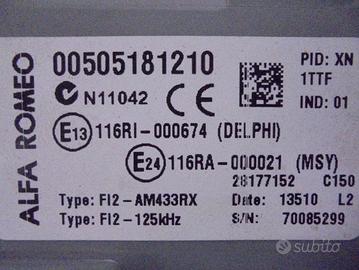 ALFA ROMEO
00505181210
PID: XN
1TTF
N11042 CE
IND: 01
E13 116RI-000674 (DELPHI)
E24 116RA-000021 (MSY)
28177152 C150
Type: FI2-AM433RX
Date: 13510 L2
Type: FI2-125kHz
S/N: 70085299
subito